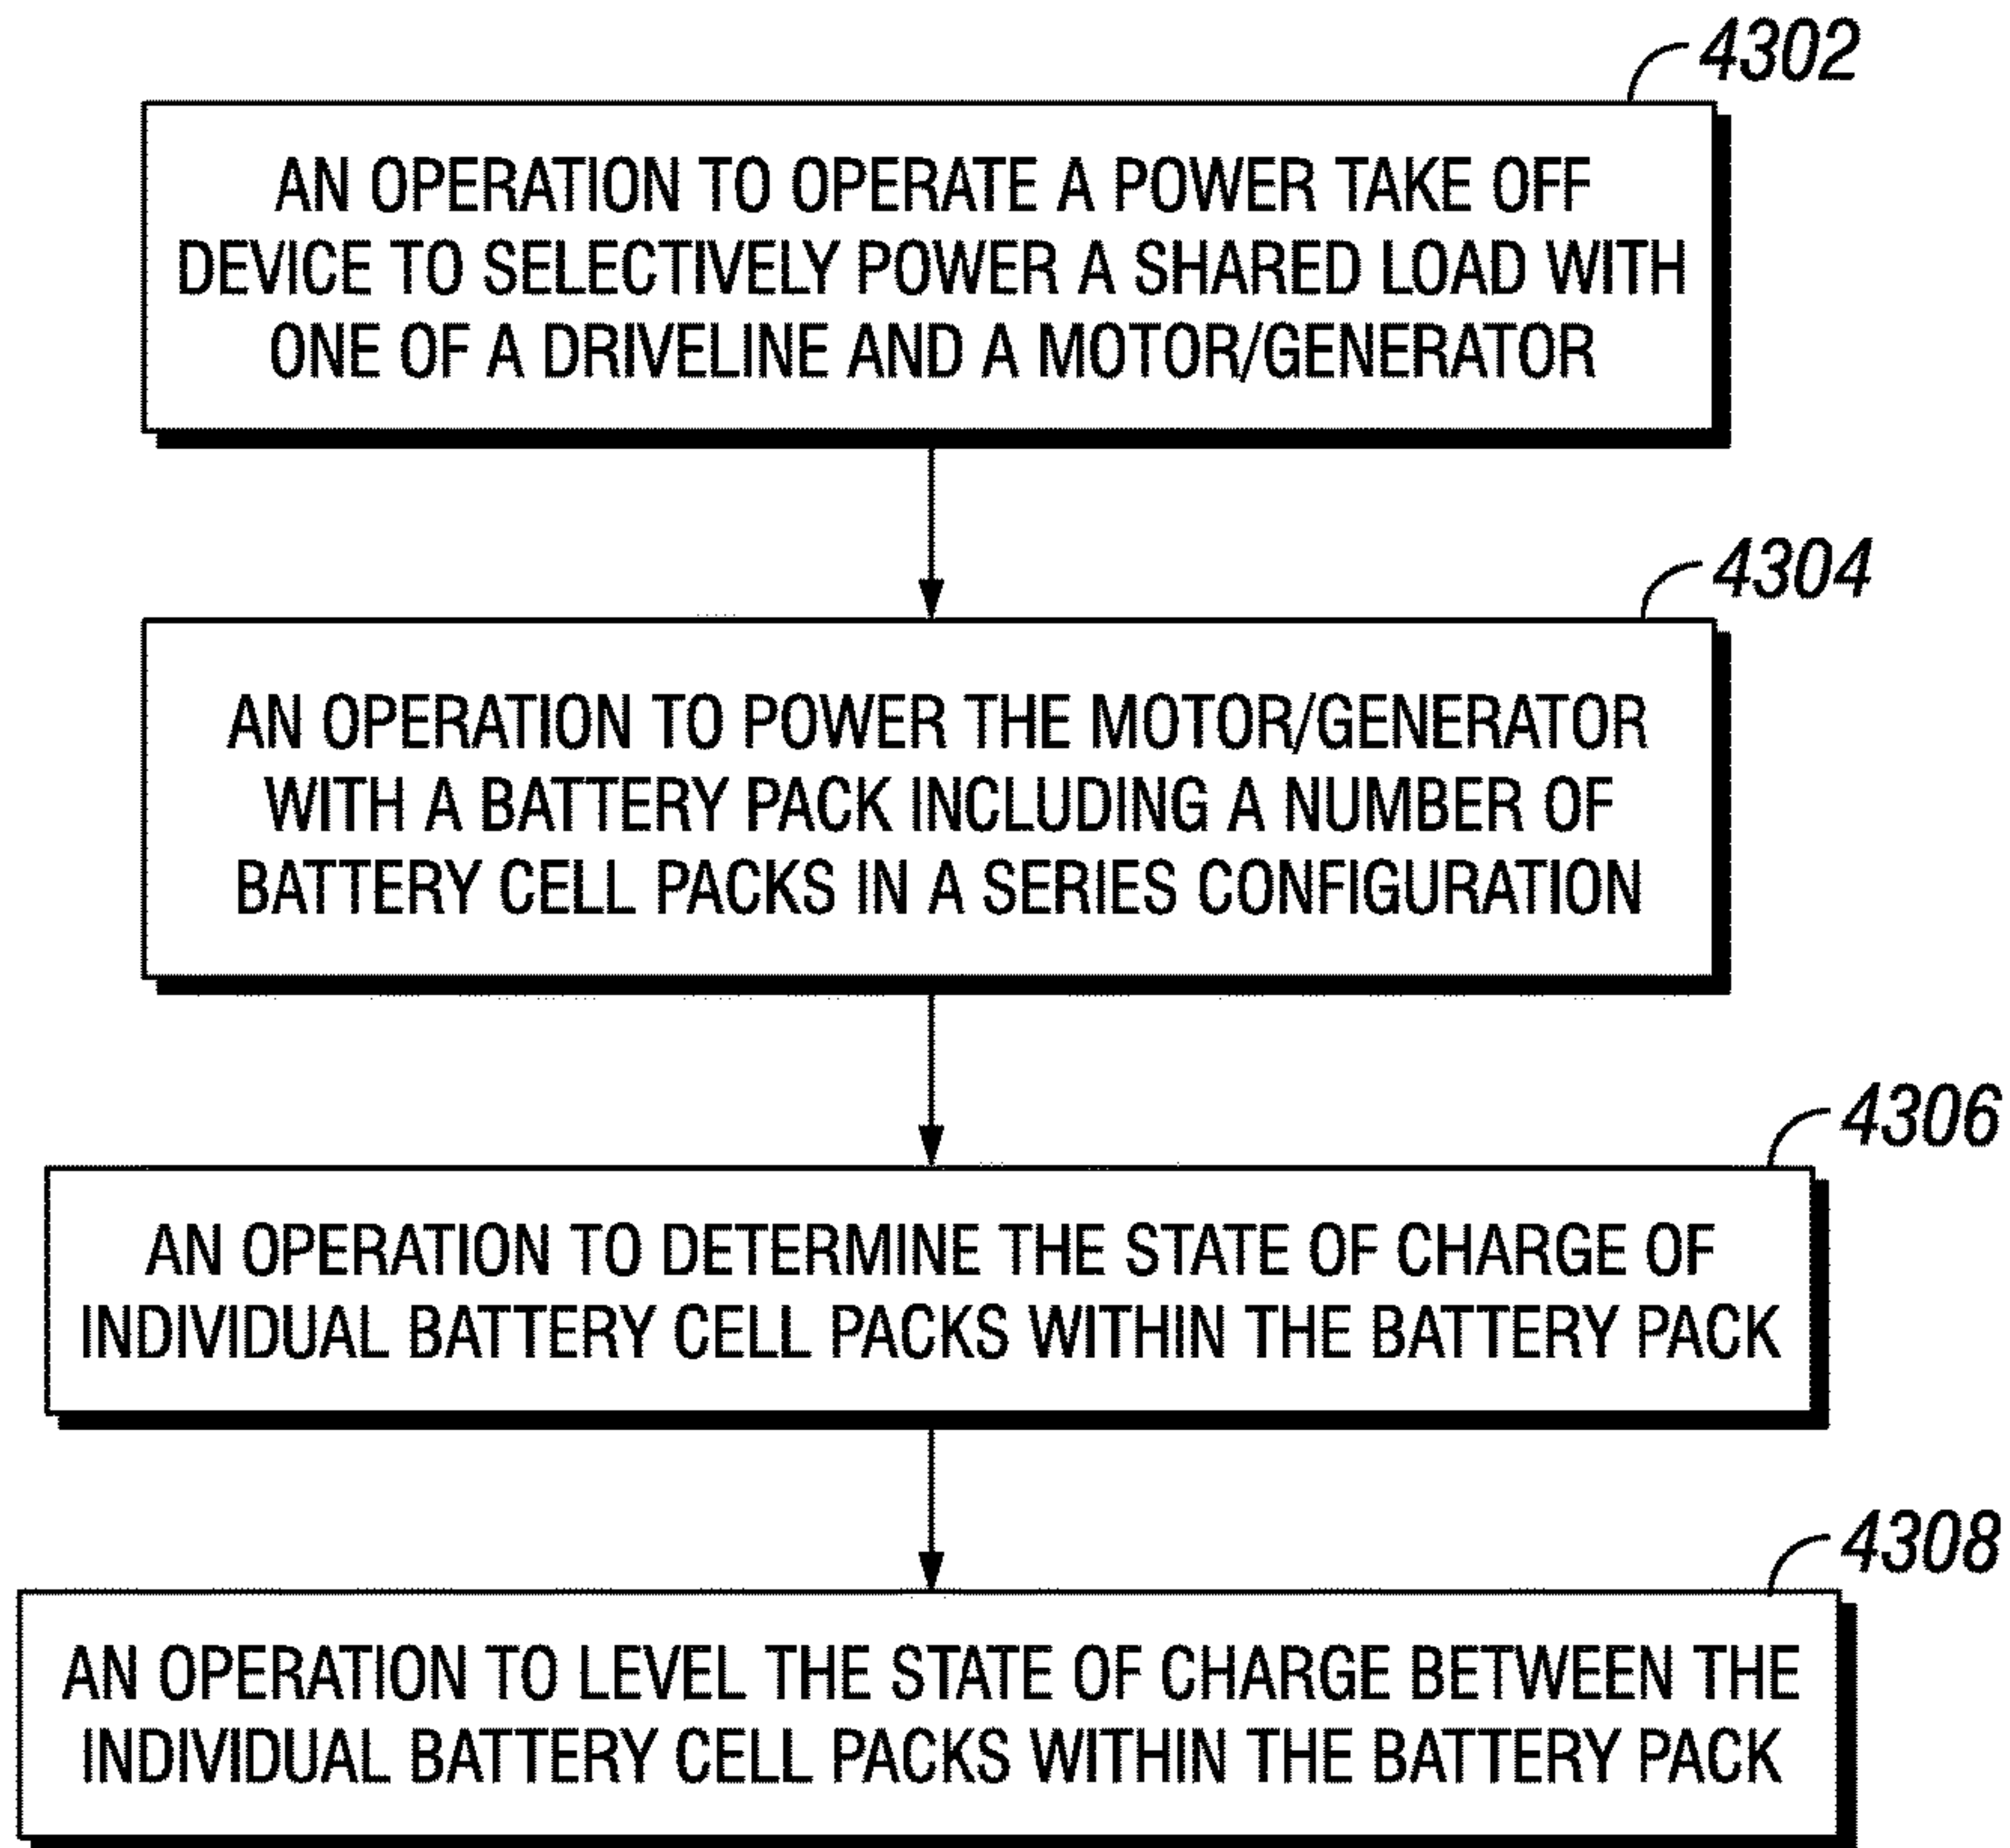 4302
AN OPERATION TO OPERATE A POWER TAKE OFF
DEVICE TO SELECTIVELY POWER A SHARED LOAD WITH
ONE OF A DRIVELINE AND A MOTOR/GENERATOR
4304
AN OPERATION TO POWER THE MOTOR/GENERATOR
WITH A BATTERY PACK INCLUDING A NUMBER OF
BATTERY CELL PACKS IN A SERIES CONFIGURATION
4306
AN OPERATION TO DETERMINE THE STATE OF CHARGE OF
INDIVIDUAL BATTERY CELL PACKS WITHIN THE BATTERY PACK
4308
AN OPERATION TO LEVEL THE STATE OF CHARGE BETWEEN THE
INDIVIDUAL BATTERY CELL PACKS WITHIN THE BATTERY PACK